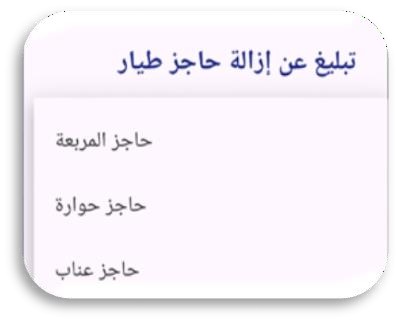 تبليغ عن إزالة حاجز طيار
حاجز المربعة
حاجز حوارة
حاجز عناب